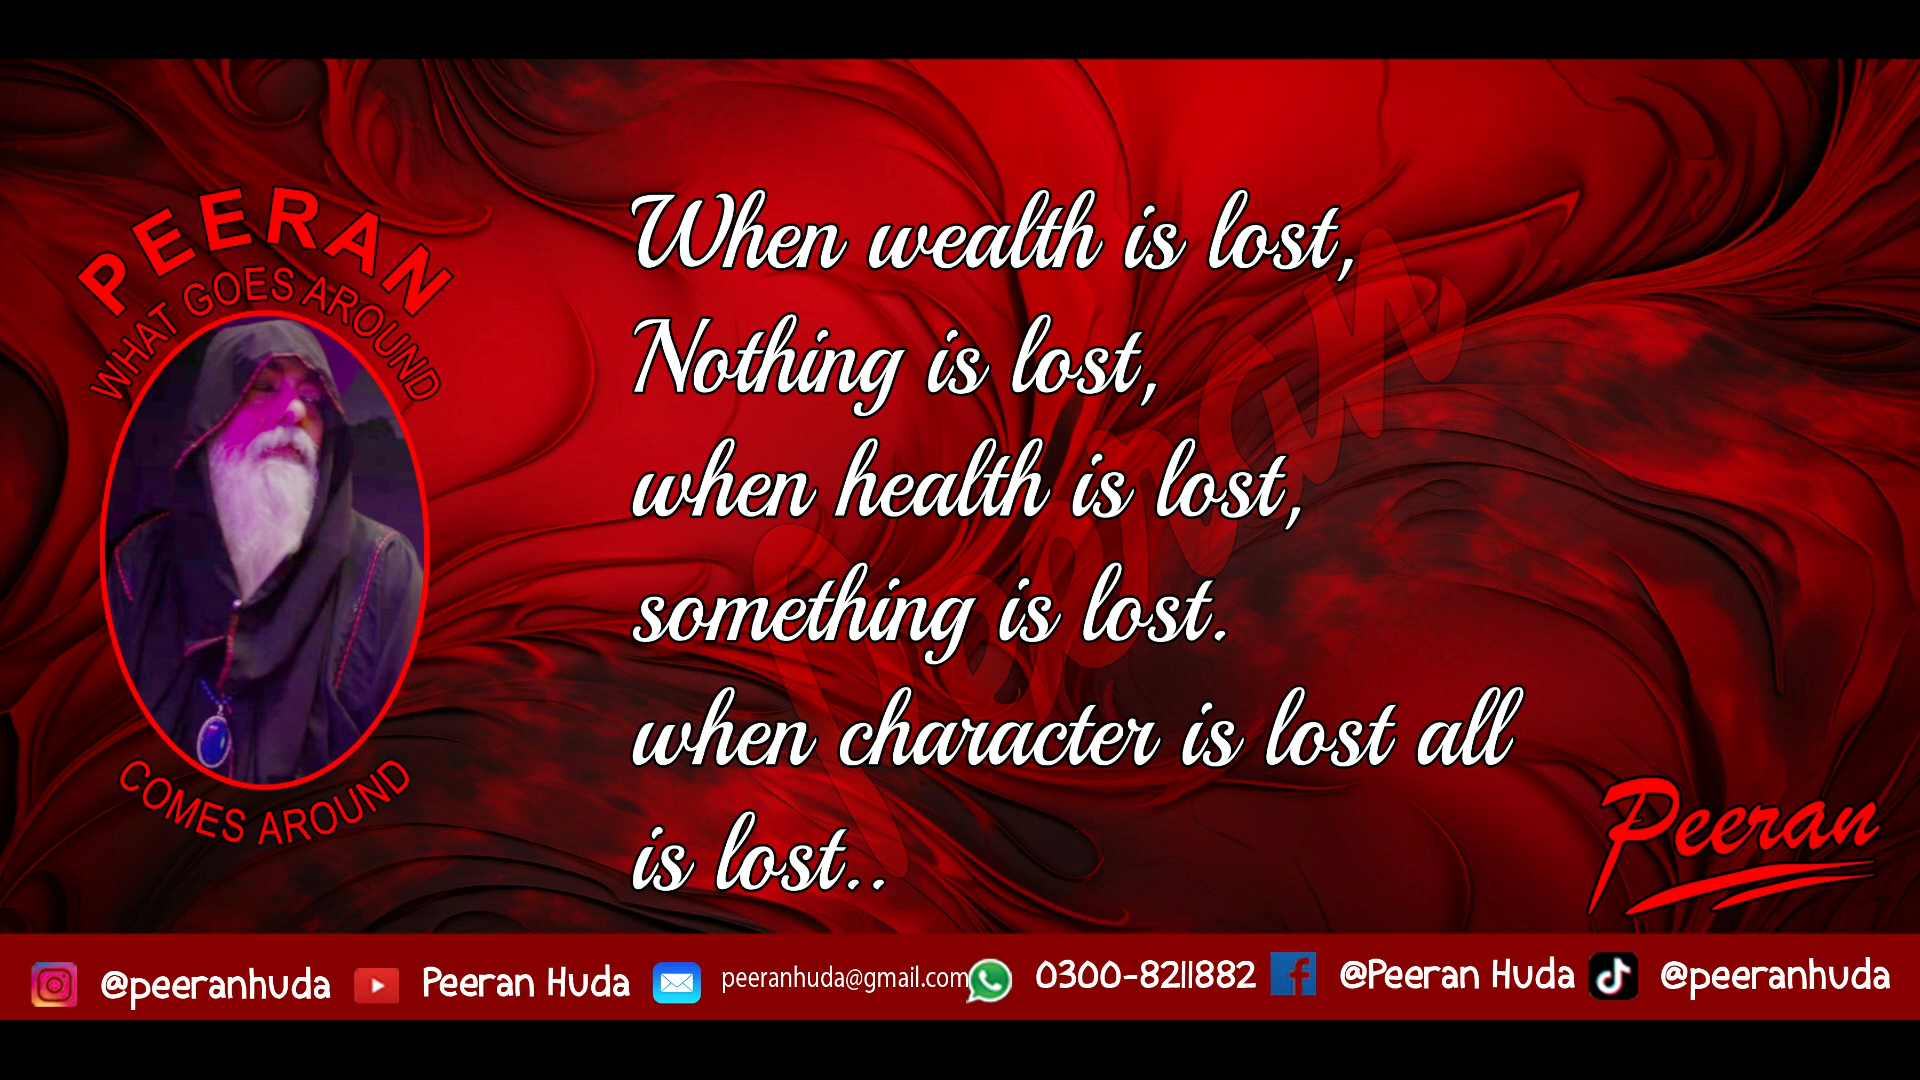 PEERAN
WHAT GOES AROUND
COMES AROUND
When wealth is lost,
Nothing is lost,
when health is lost,
something is lost.
when character is lost all
is lost..
Peeran
Peeran
@peeranhuda
Peeran Huda
peeranhuda@gmail.com
0300-8211882
@Peeran Huda
@peeranhuda